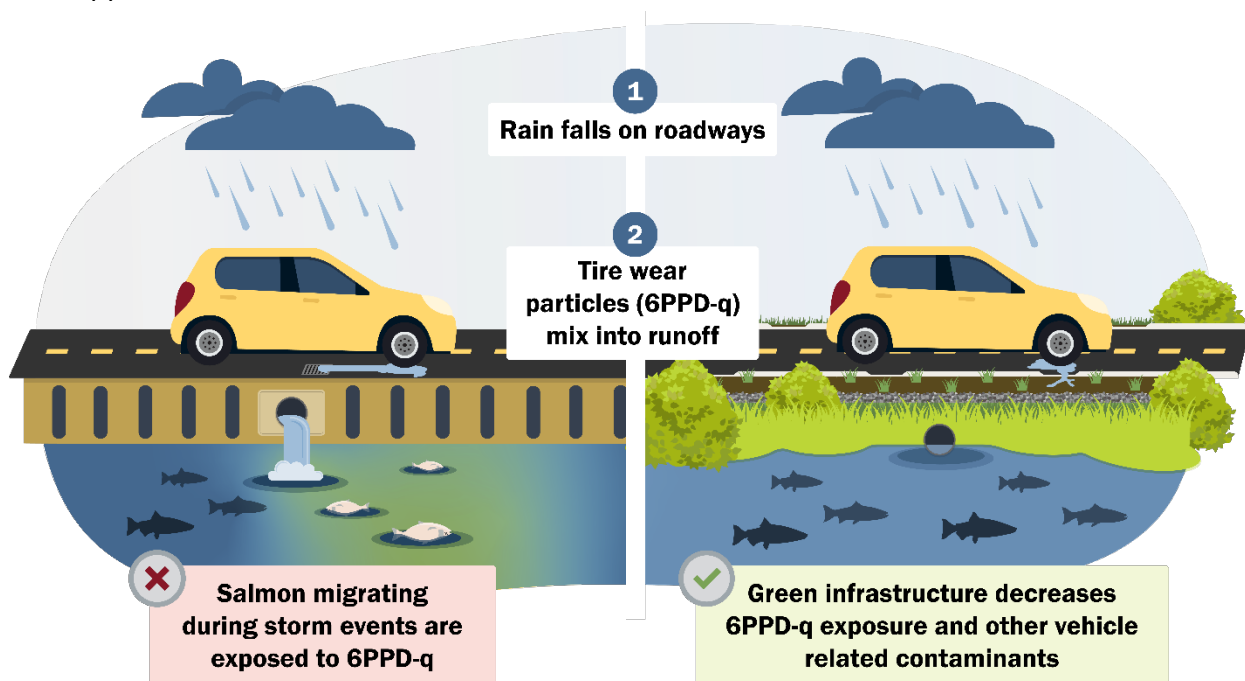 1
Rain falls on roadways
2
Tire wear
particles (6PPD-q)
mix into runoff
Salmon migrating
during storm events are
exposed to 6PPD-q
Green infrastructure decreases
6PPD-q exposure and other vehicle
related contaminants